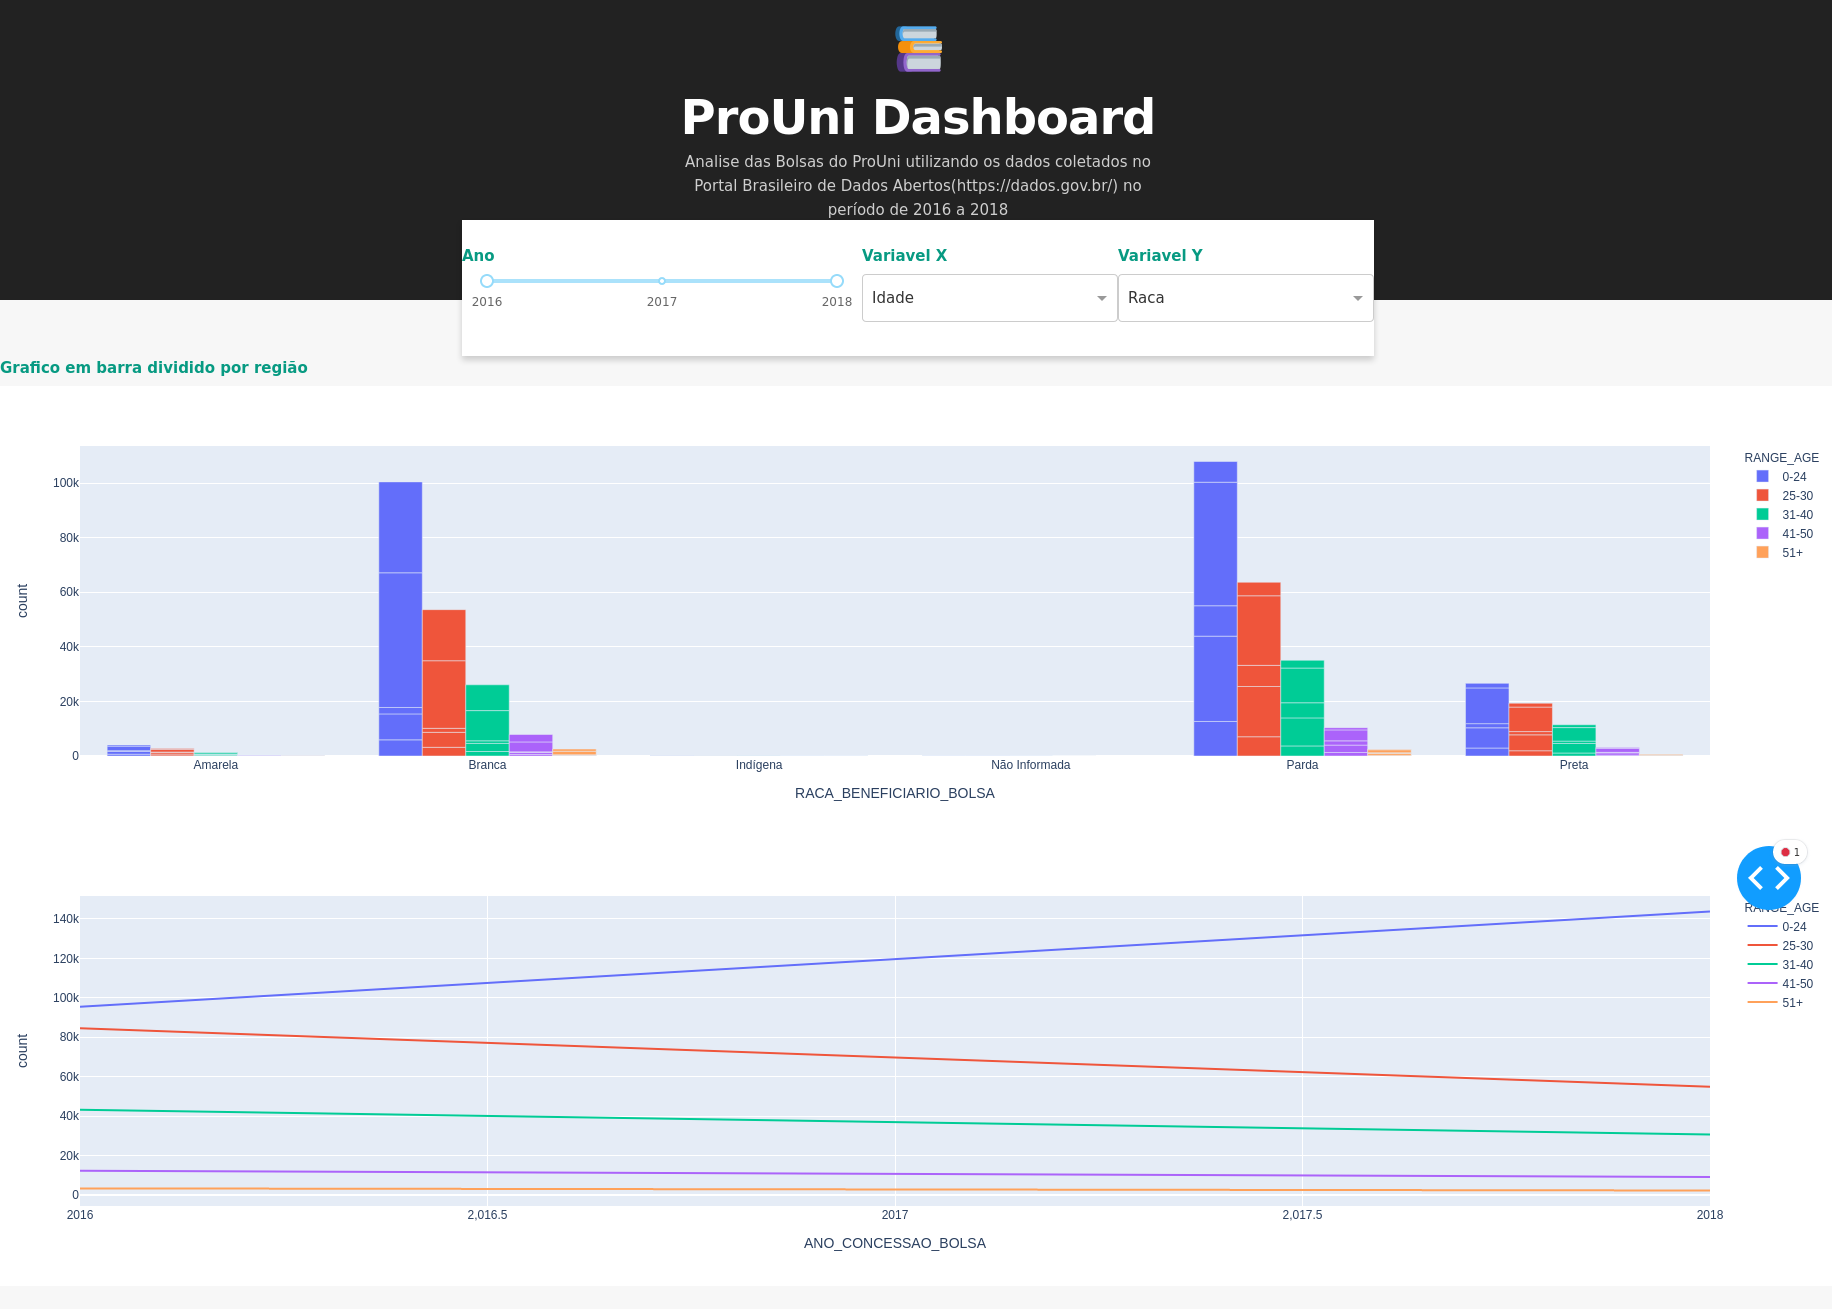 ProUni Dashboard
Analise das Bolsas do ProUni utilizando os dados coletados no
Portal Brasileiro de Dados Abertos(https://dados.gov.br/) no
período de 2016 a 2018
Ano
2016 2017 2018
Variavel X
Idade
Variavel Y
Raca
Grafico em barra dividido por região
100k
80k
60k
40k
20k
0
count
Amarela Branca Indígena Não Informada Parda Preta
RACA_BENEFICIARIO_BOLSA
RANGE_AGE
0-24
25-30
31-40
41-50
51+
1
140k
120k
100k
80k
60k
40k
20k
0
count
2016 2,016.5 2017 2,017.5 2018
ANO_CONCESSAO_BOLSA
RANGE_AGE
0-24
25-30
31-40
41-50
51+